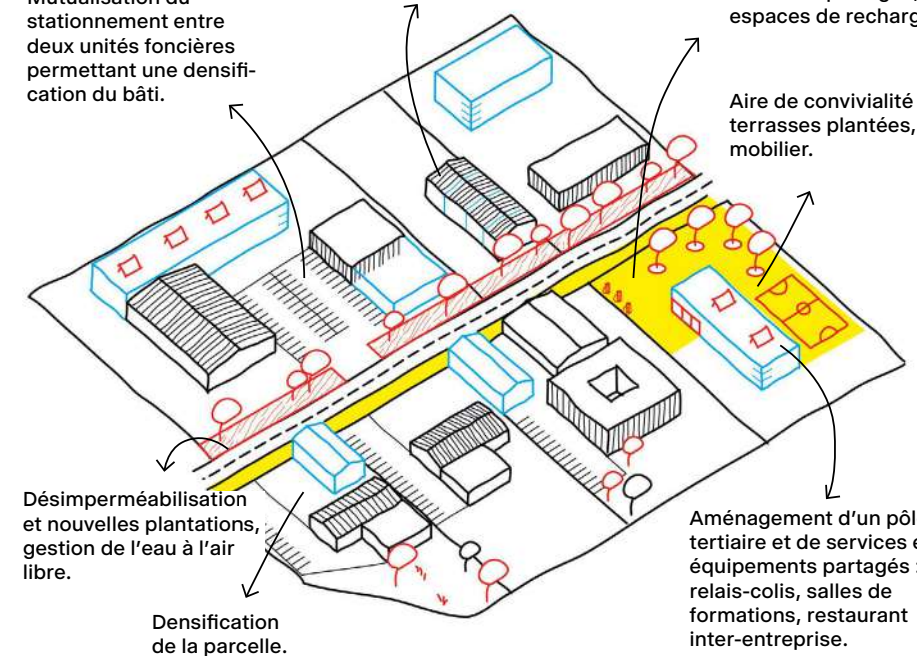 Mutualisation du
stationnement entre
deux unités foncières
permettant une densifi-
cation du bâti.
espaces de recharg
Aire de convivialité
terrasses plantées,
mobilier.
Désimperméabilisation
et nouvelles plantations,
gestion de l'eau à l'air
libre.
Densification
de la parcelle.
Aménagement d'un pôl
tertiaire et de services e
équipements partagés :
relais-colis, salles de
formations, restaurant
inter-entreprise.